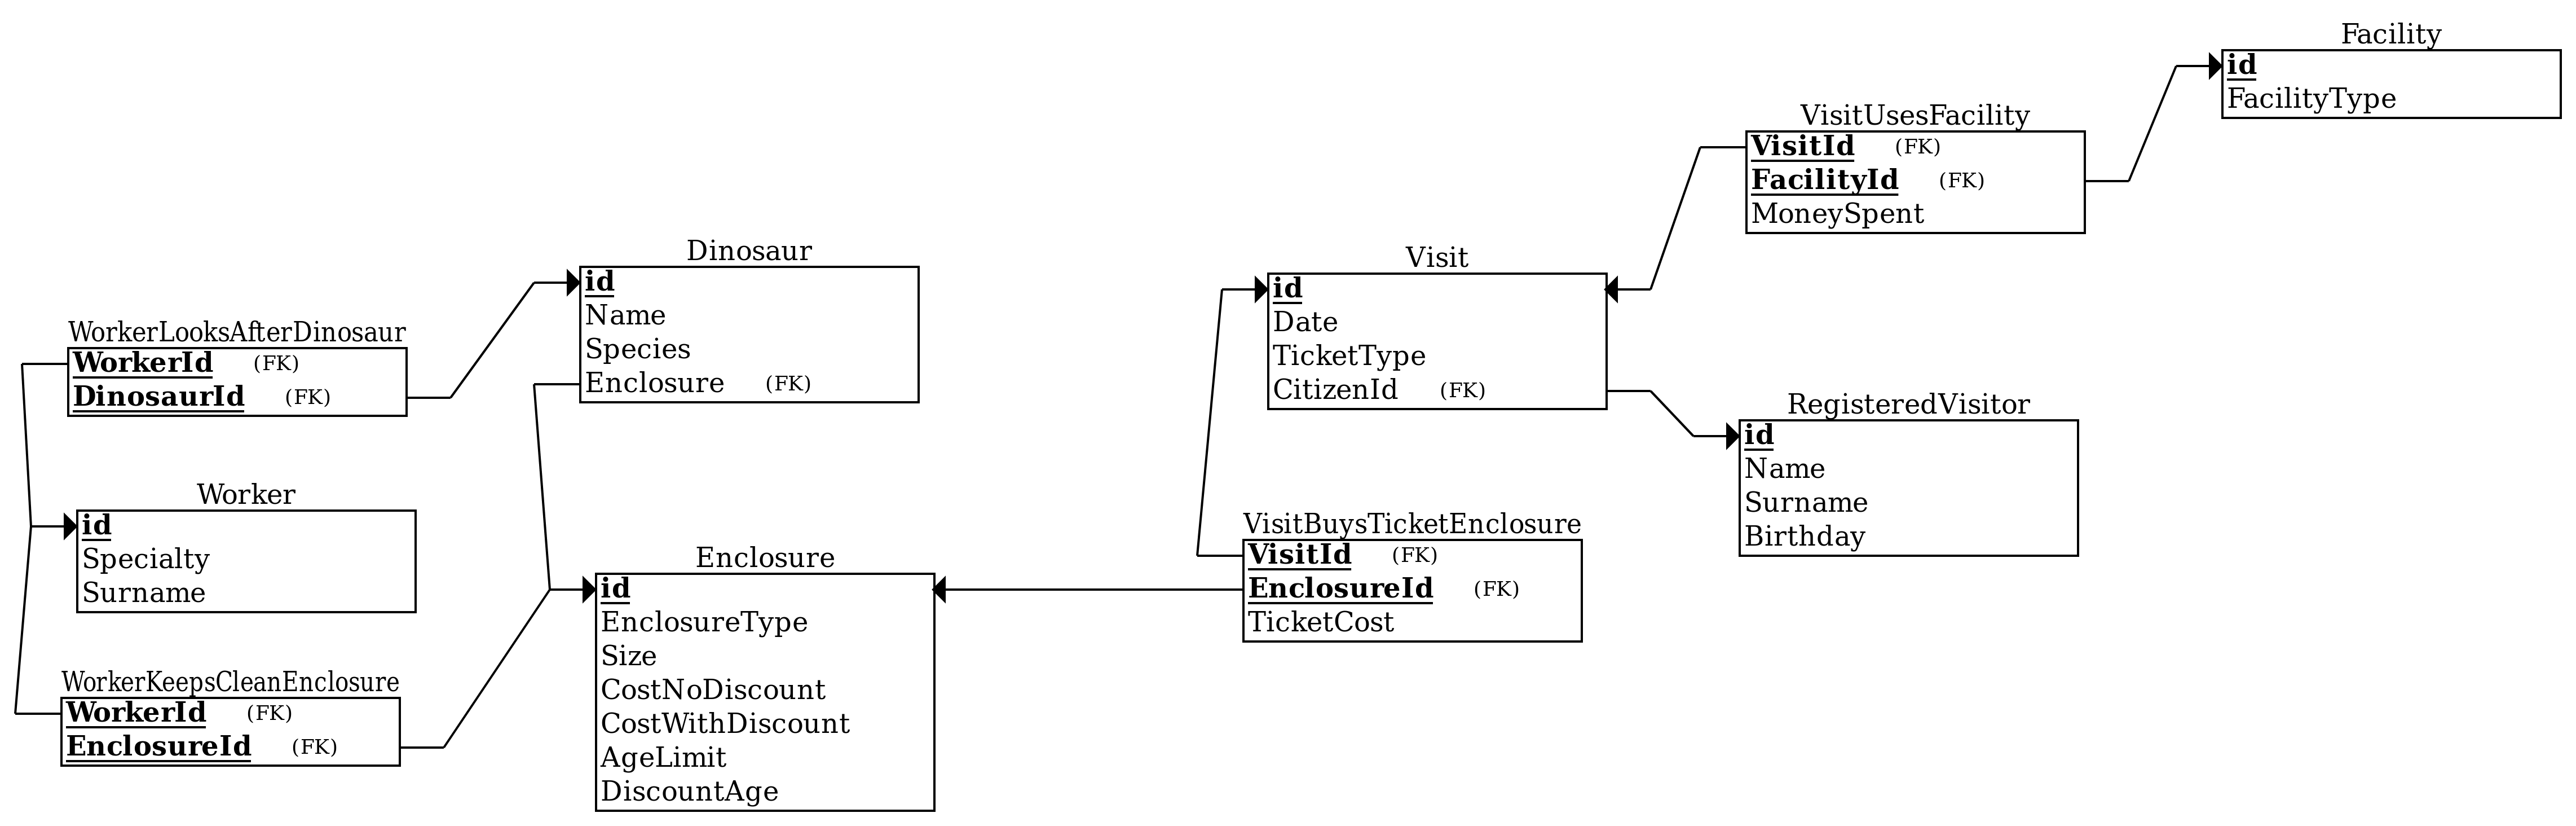 Facility
id
FacilityType
VisitUsesFacility
VisitId (FK)
FacilityId (FK)
MoneySpent
Dinosaur
id
Name
Species
Enclosure (FK)
Visit
id
Date
TicketType
CitizenId (FK)
WorkerLooksAfterDinosaur
WorkerId (FK)
DinosaurId (FK)
RegisteredVisitor
id
Name
Surname
Birthday
Worker
id
Specialty
Surname
VisitBuysTicketEnclosure
VisitId (FK)
EnclosureId (FK)
TicketCost
Enclosure
id
EnclosureType
Size
CostNoDiscount
CostWithDiscount
AgeLimit
DiscountAge
WorkerKeepsCleanEnclosure
WorkerId (FK)
EnclosureId (FK)